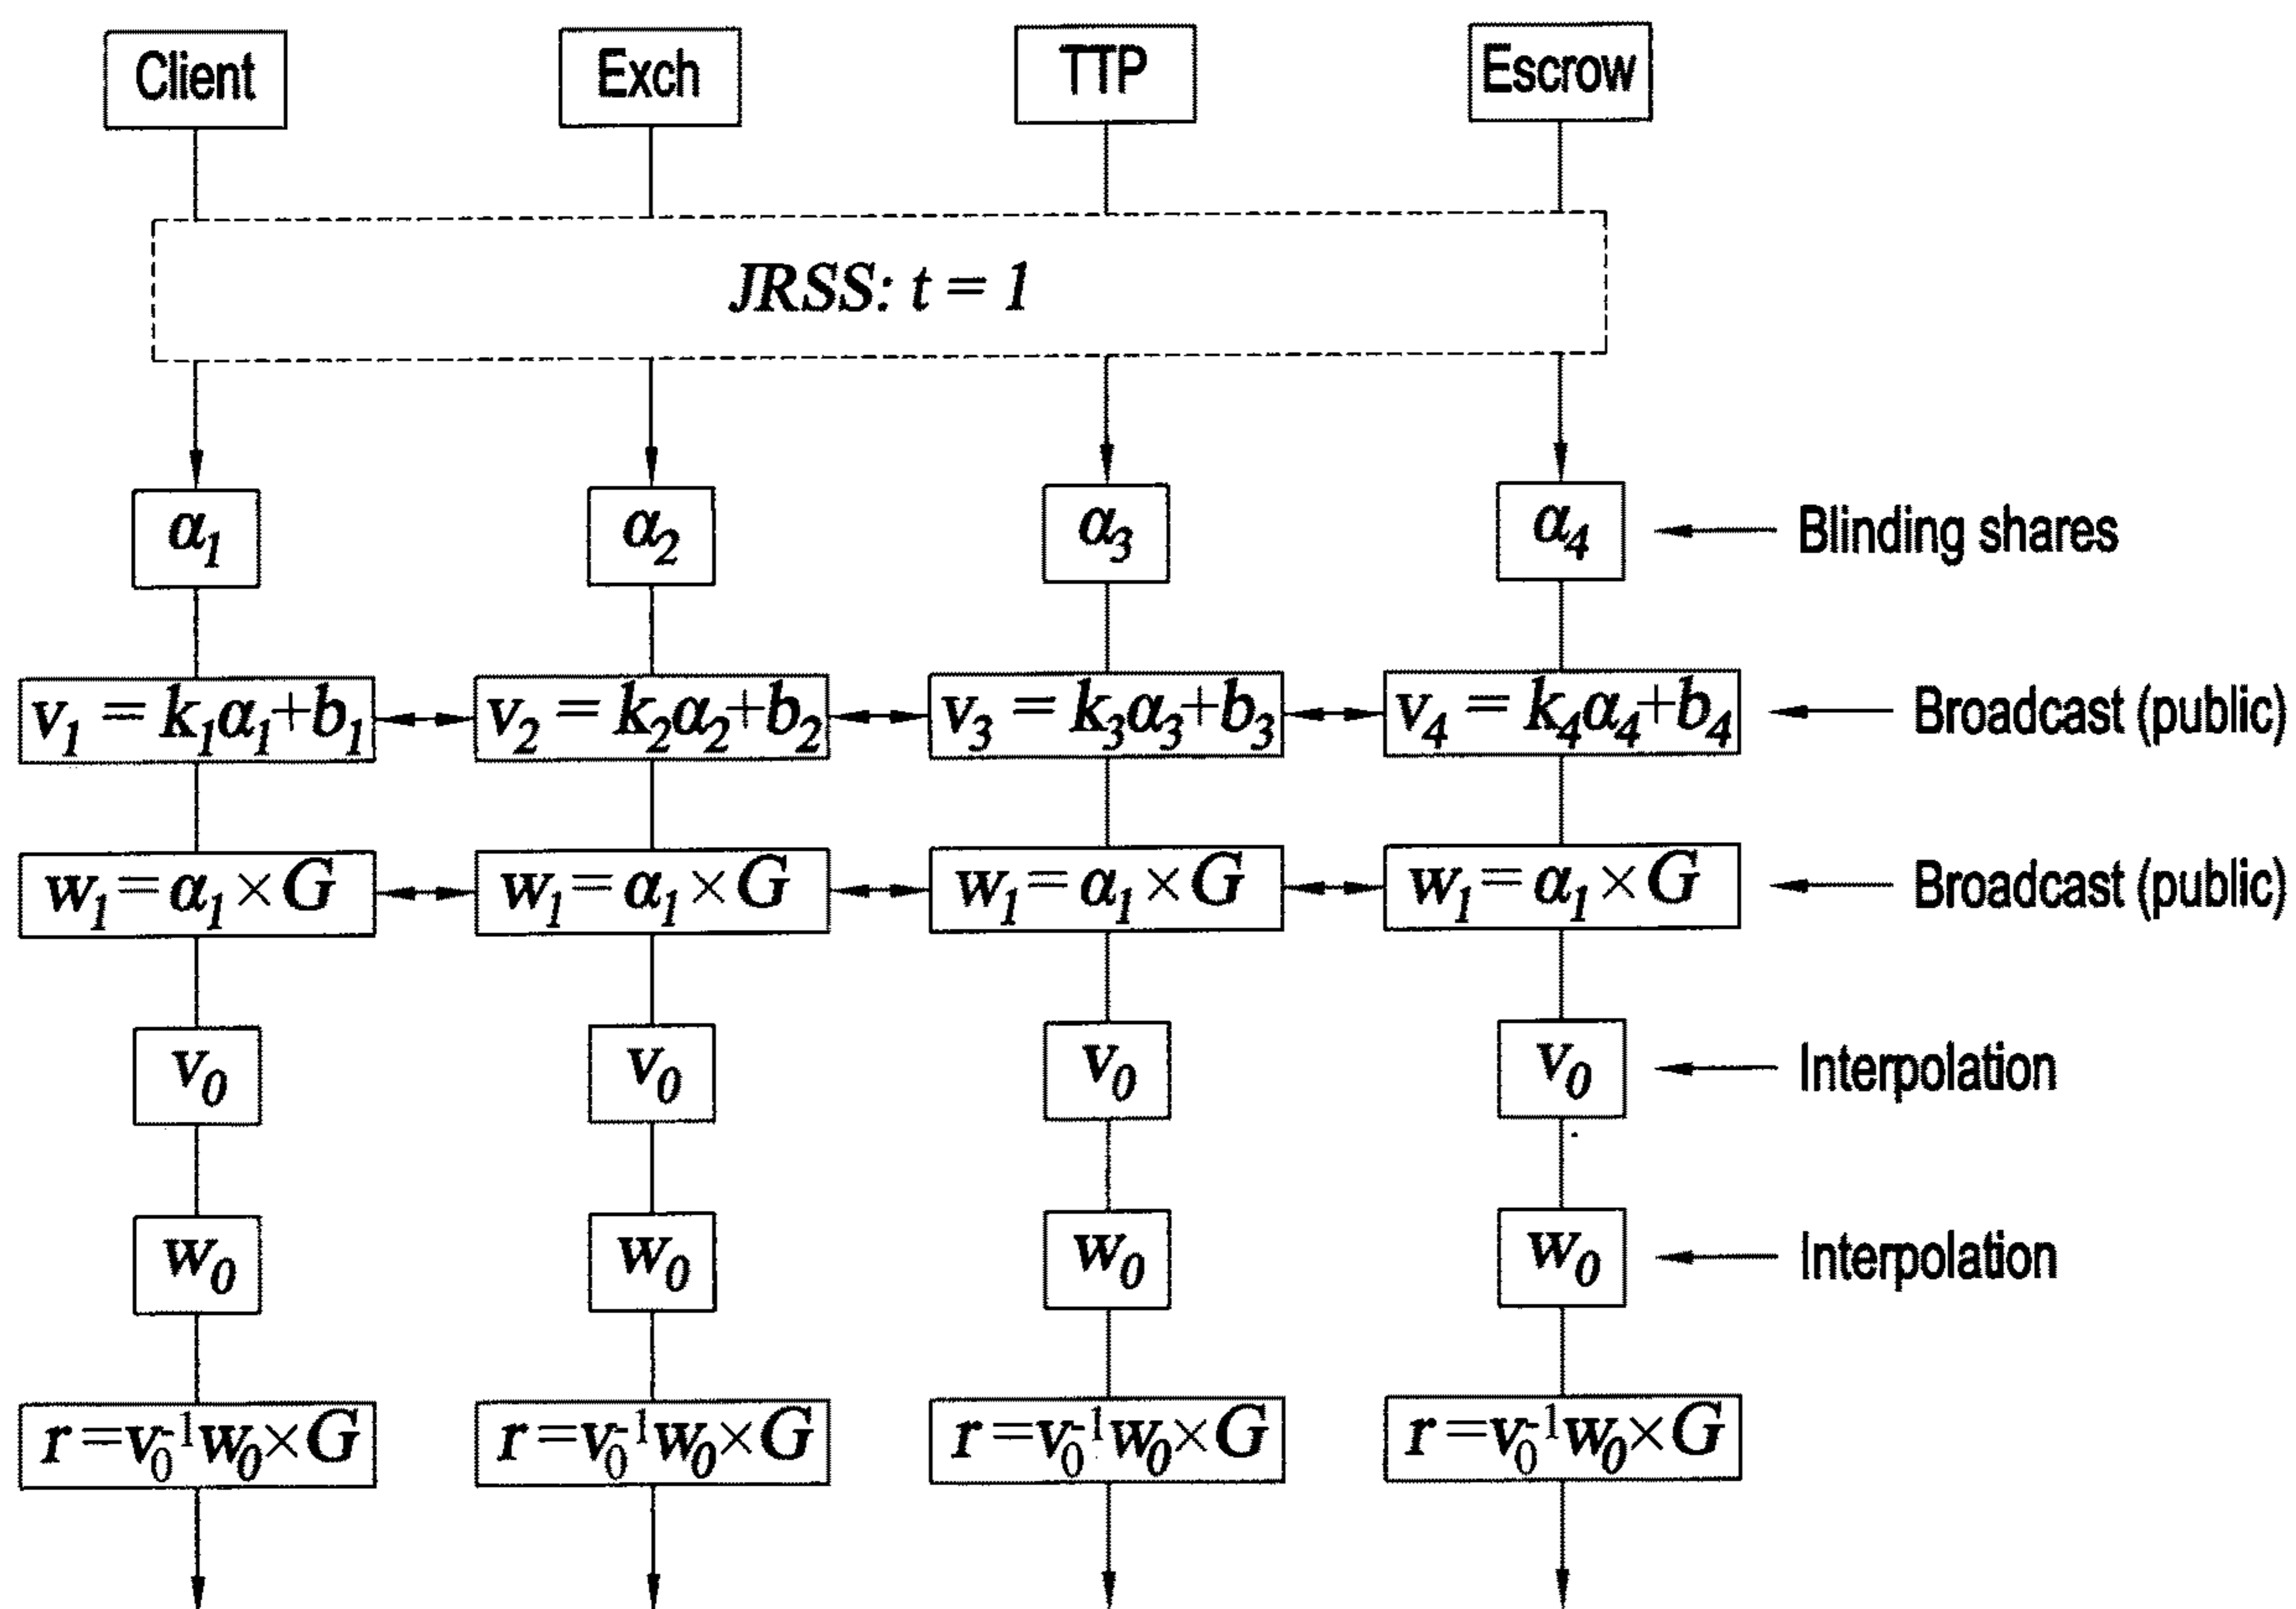 Client Exch TTP Escrow
JRSS: t = 1
α₁ α₂ α₃ α₄ Blinding shares
v₁ = k₁α₁+b₁ v₂ = k₂α₂+b₂ v₃ = k₃α₃+b₃ v₄ = k₄α₄+b₄ Broadcast (public)
w₁ = α₁ × G w₁ = α₁ × G w₁ = α₁ × G w₁ = α₁ × G Broadcast (public)
v₀ v₀ v₀ v₀ Interpolation
w₀ w₀ w₀ w₀ Interpolation
r = v₀⁻¹w₀ × G r = v₀⁻¹w₀ × G r = v₀⁻¹w₀ × G r = v₀⁻¹w₀ × G